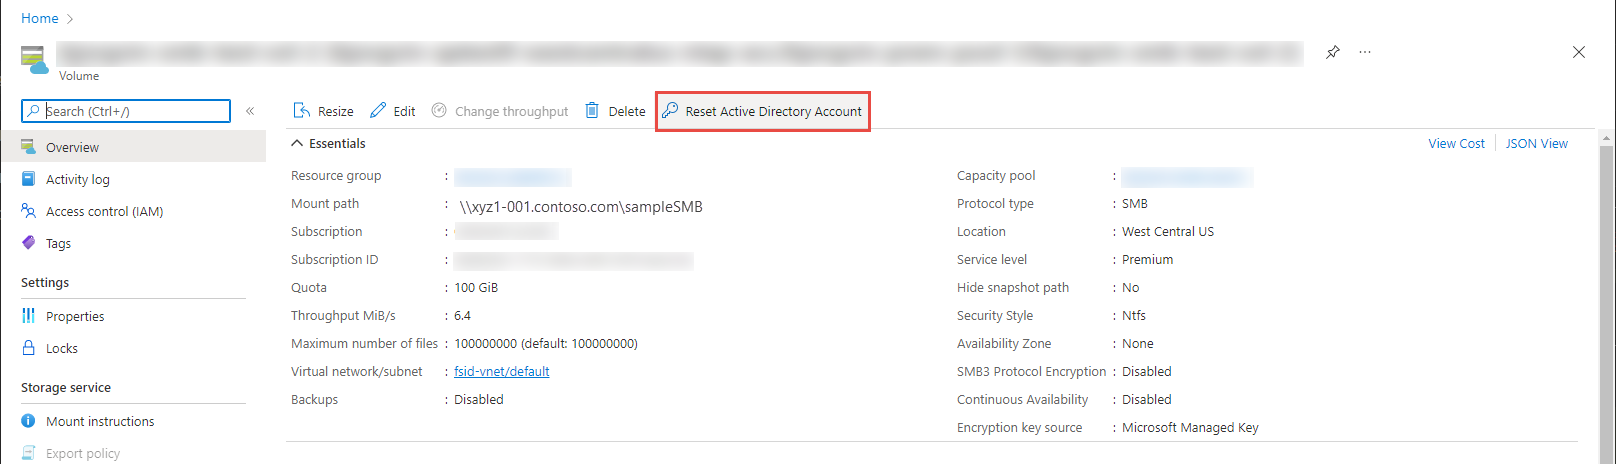 Home >
Volume
Search (Ctrl+/)
«
Resize Edit Change throughput Delete Reset Active Directory Account
Overview
Activity log
Access control (IAM)
Tags
Settings
Properties
Locks
Storage service
Mount instructions
Export policy
Essentials
View Cost JSON View
Resource group :
Mount path : \\xyz1-001.contoso.com\sampleSMB
Subscription :
Subscription ID :
Quota : 100 GiB
Throughput MiB/s : 6.4
Maximum number of files : 100000000 (default: 100000000)
Virtual network/subnet : fsid-vnet/default
Backups : Disabled
Capacity pool :
Protocol type : SMB
Location : West Central US
Service level : Premium
Hide snapshot path : No
Security Style : Ntfs
Availability Zone : None
SMB3 Protocol Encryption : Disabled
Continuous Availability : Disabled
Encryption key source : Microsoft Managed Key